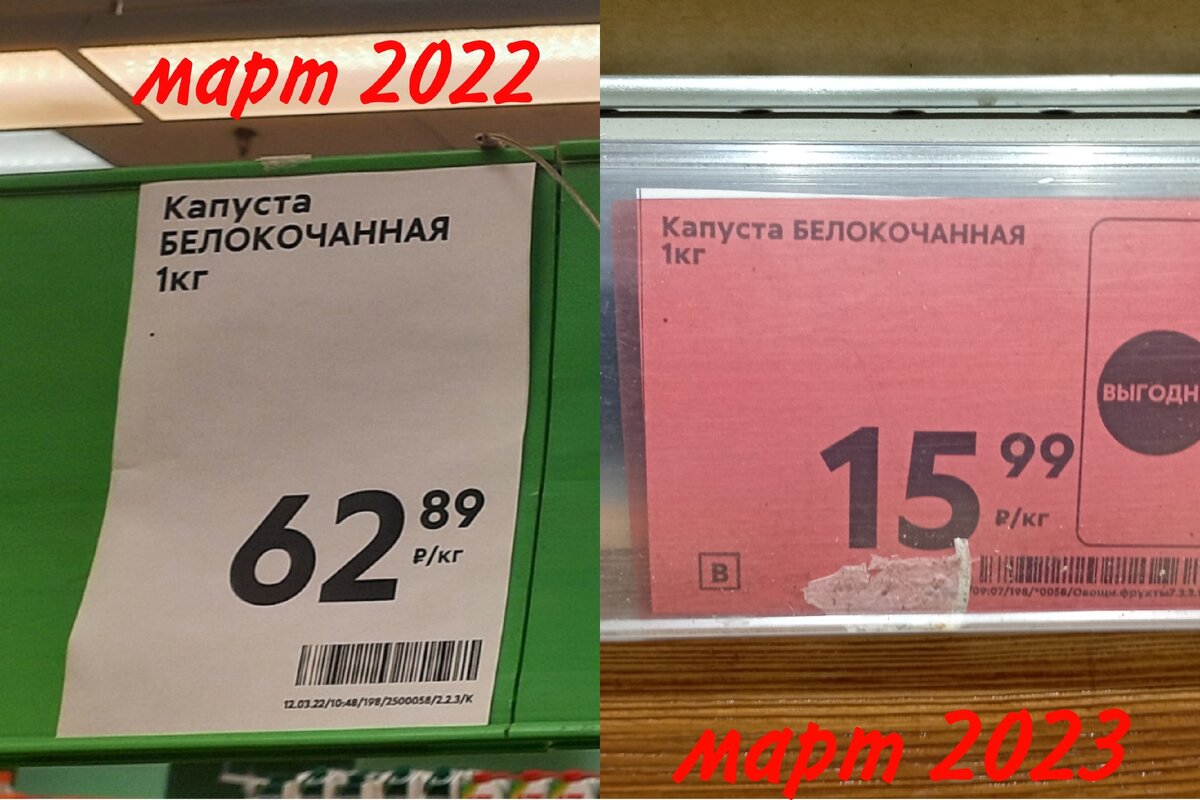 март 2022
Капуста
БЕЛОКОЧАННАЯ
1кг
62 89
₽/кг
12.03.22/10:48/198/2500058/2.2.3/К
Капуста БЕЛОКОЧАННАЯ
1кг
ВЫГОДН
15 99
₽/кг
В
март 2023